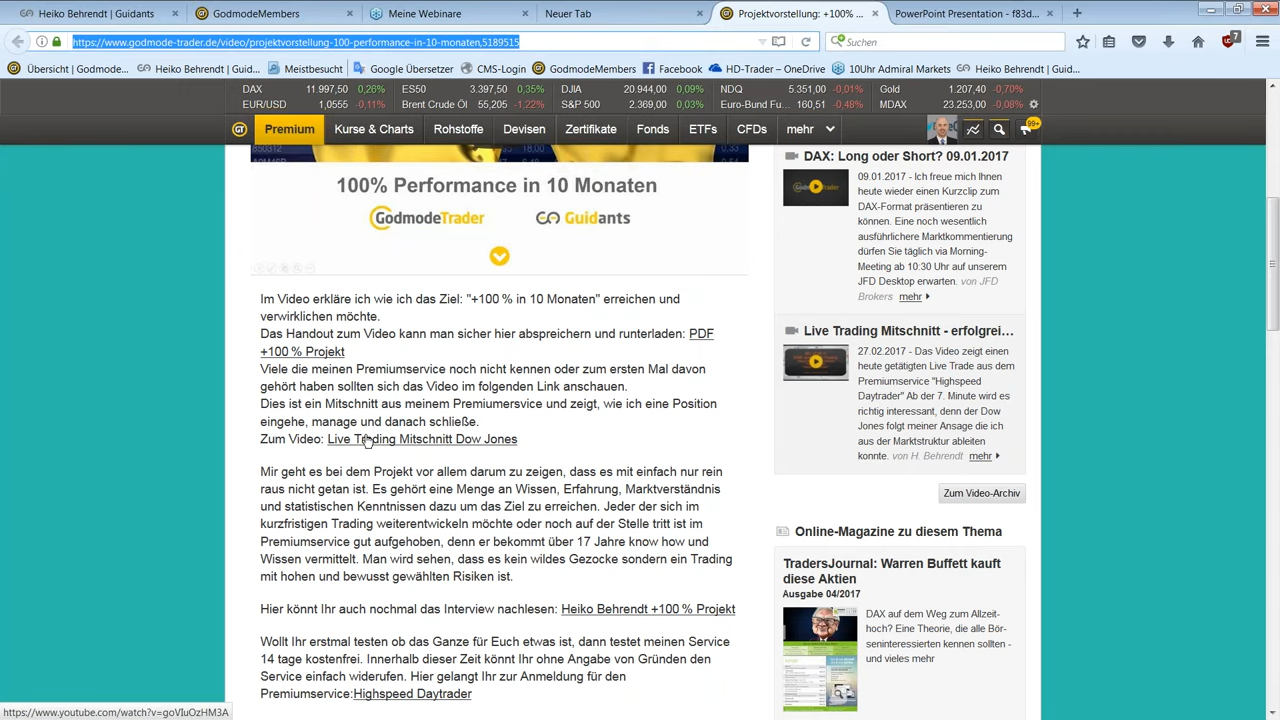 Heiko Behrendt | Guidants
GodmodeMembers
Meine Webinare
Neuer Tab
Projektvorstellung: +100% ...
PowerPoint Presentation - f83d...
https://www.godmode-trader.de/video/projektvorstellung-100-performance-in-10-monaten,5189515
Suchen
7
Übersicht | Godmode...
Heiko Behrendt | Guid...
Meistbesucht
Google Übersetzer
CMS-Login
GodmodeMembers
Facebook
HD-Trader – OneDrive
10Uhr Admiral Markets
Heiko Behrendt | Guid...
DAX 11.997,50 0,26% ES50 3.397,50 0,35% DJIA 20.944,00 0,09% NDQ 5.351,00 -0,01% Gold 1.207,40 -0,70%
EUR/USD 1,0555 -0,11% Brent Crude Öl 55,205 -1,22% S&P 500 2.369,00 0,03% Euro-Bund Fu... 160,51 -0,48% MDAX 23.253,00 -0,08%
GT Premium Kurse & Charts Rohstoffe Devisen Zertifikate Fonds ETFs CFDs mehr 99+
100% Performance in 10 Monaten
GodmodeTrader Guidants
Im Video erkläre ich wie ich das Ziel: "+100 % in 10 Monaten" erreichen und
verwirklichen möchte.
Das Handout zum Video kann man sicher hier abspreichern und runterladen: PDF
+100 % Projekt
Viele die meinen Premiumservice noch nicht kennen oder zum ersten Mal davon
gehört haben sollten sich das Video im folgenden Link anschauen.
Dies ist ein Mitschnitt aus meinem Premiumersvice und zeigt, wie ich eine Position
eingehe, manage und danach schließe.
Zum Video: Live Trading Mitschnitt Dow Jones
Mir geht es bei dem Projekt vor allem darum zu zeigen, dass es mit einfach nur rein
raus nicht getan ist. Es gehört eine Menge an Wissen, Erfahrung, Marktverständnis
und statistischen Kenntnissen dazu um das Ziel zu erreichen. Jeder der sich im
kurzfristigen Trading weiterentwickeln möchte oder noch auf der Stelle tritt ist im
Premiumservice gut aufgehoben, denn er bekommt über 17 Jahre know how und
Wissen vermittelt. Man wird sehen, dass es kein wildes Gezocke sondern ein Trading
mit hohen und bewusst gewählten Risiken ist.
Hier könnt Ihr auch nochmal das Interview nachlesen: Heiko Behrendt +100 % Projekt
Wollt Ihr erstmal testen ob das Ganze für Euch etwas ist, dann testet meinen Service
14 tage kostenfrei. Innerhalb dieser Zeit könnt Ihr ohne Angabe von Gründen den
Service einfach widerufen. Hier gelangt Ihr zur Anmeldung für den
Premiumservice:Highspeed Daytrader
DAX: Long oder Short? 09.01.2017
09.01.2017 - Ich freue mich Ihnen
heute wieder einen Kurzclip zum
DAX-Format präsentieren zu
können. Eine noch wesentlich
ausführlichere Marktkommentierung
dürfen Sie täglich via Morning-
Meeting ab 10:30 Uhr auf unserem
JFD Desktop erwarten. von JFD
Brokers mehr
Live Trading Mitschnitt - erfolgrei...
27.02.2017 - Das Video zeigt einen
heute getätigten Live Trade aus dem
Premiumservice "Highspeed
Daytrader" Ab der 7. Minute wird es
richtig interessant, denn der Dow
Jones folgt meiner Ansage die ich
aus der Marktstruktur ableiten
konnte. von H. Behrendt mehr
Zum Video-Archiv
Online-Magazine zu diesem Thema
TradersJournal: Warren Buffett kauft
diese Aktien
Ausgabe 04/2017
DAX auf dem Weg zum Allzeit-
hoch? Eine Theorie, die alle Bör-
seninteressierten kennen sollten -
und vieles mehr
https://www.youtube.com/watch?v=goVIuOzHM3A